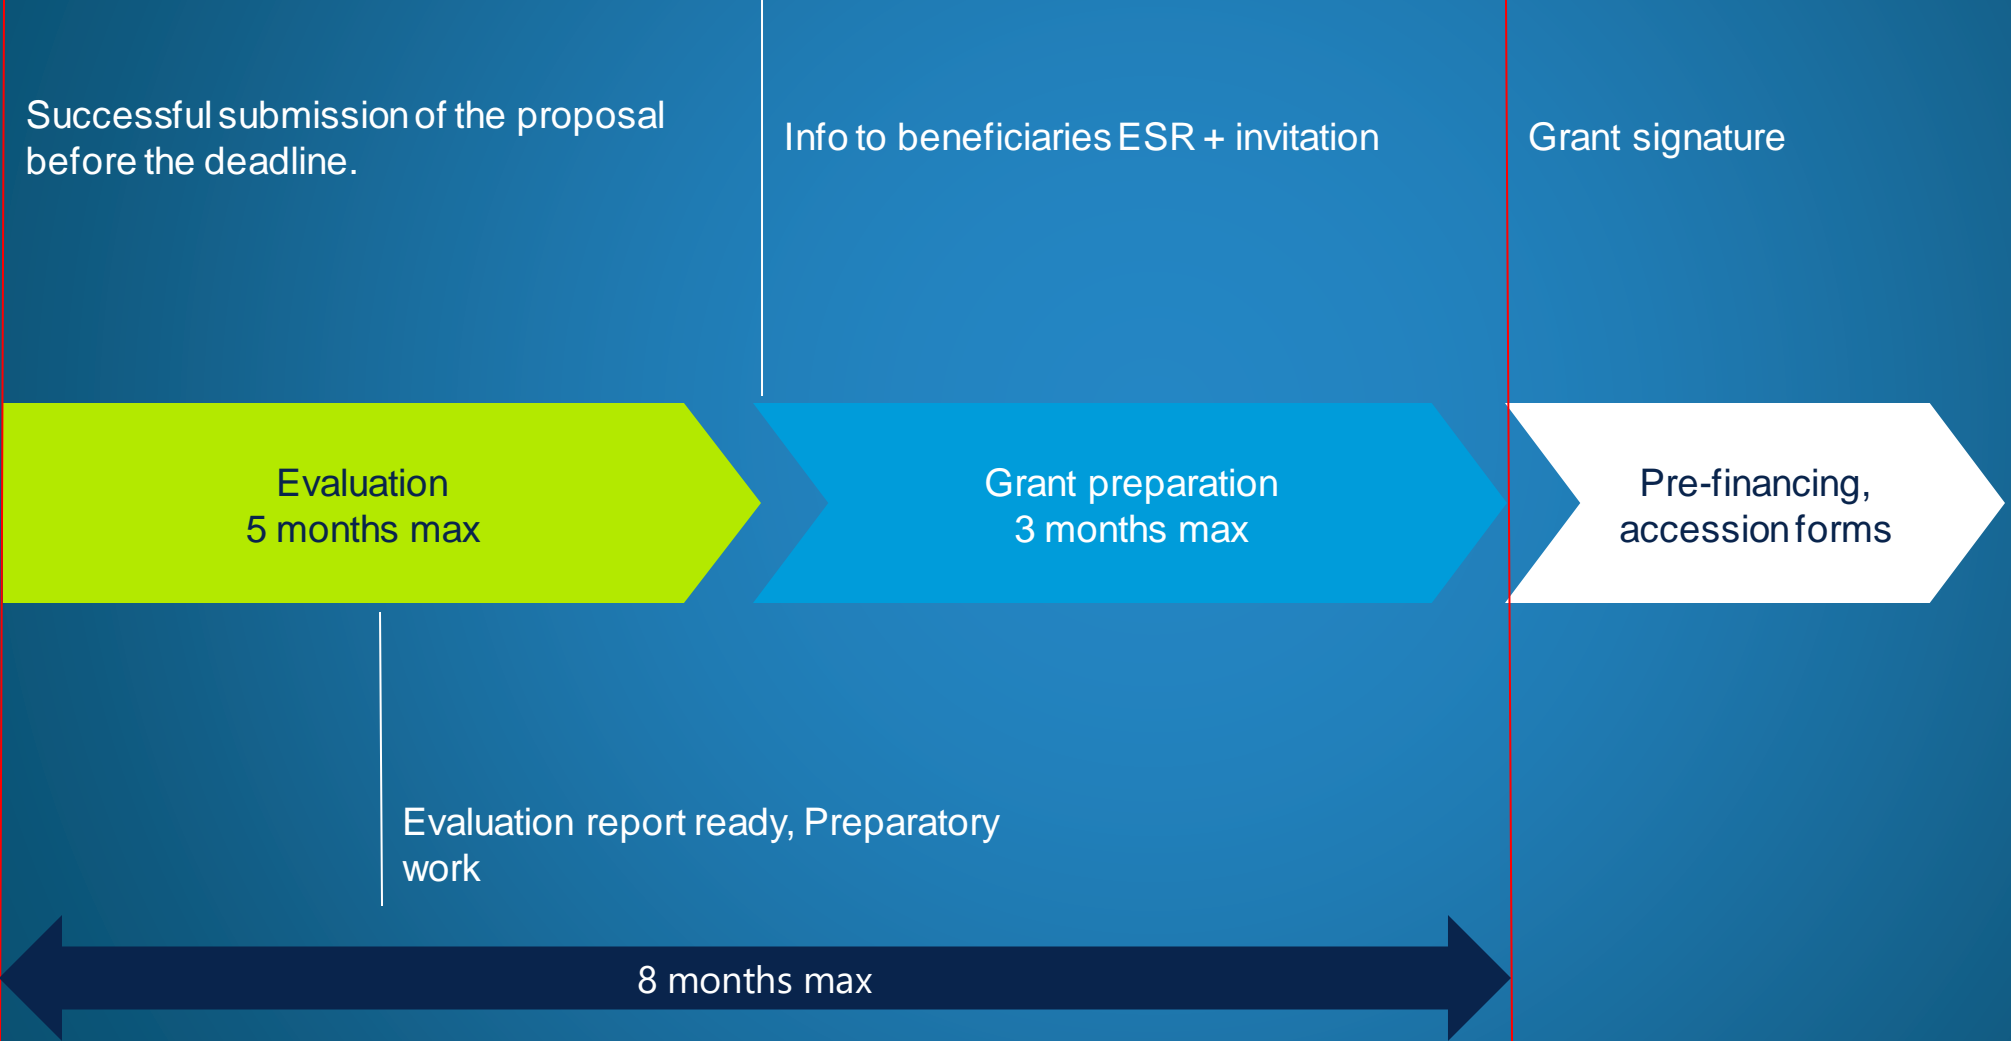 Successful submission of the proposal
before the deadline.
Info to beneficiaries ESR + invitation
Grant signature
Evaluation
5 months max
Grant preparation
3 months max
Pre-financing,
accession forms
Evaluation report ready, Preparatory
work
8 months max